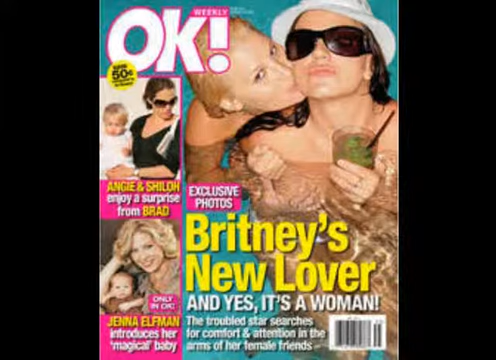 WEEKLY
OK!
SAVE
50¢
ANGIE & SHILOH
enjoy a surprise
from BRAD
EXCLUSIVE
PHOTOS
Britney's
New Lover
AND YES, IT'S A WOMAN!
The troubled star searches
for comfort & attention in the
arms of her female friends
ONLY
IN OK!
JENNA ELFMAN
introduces her
'magical' baby